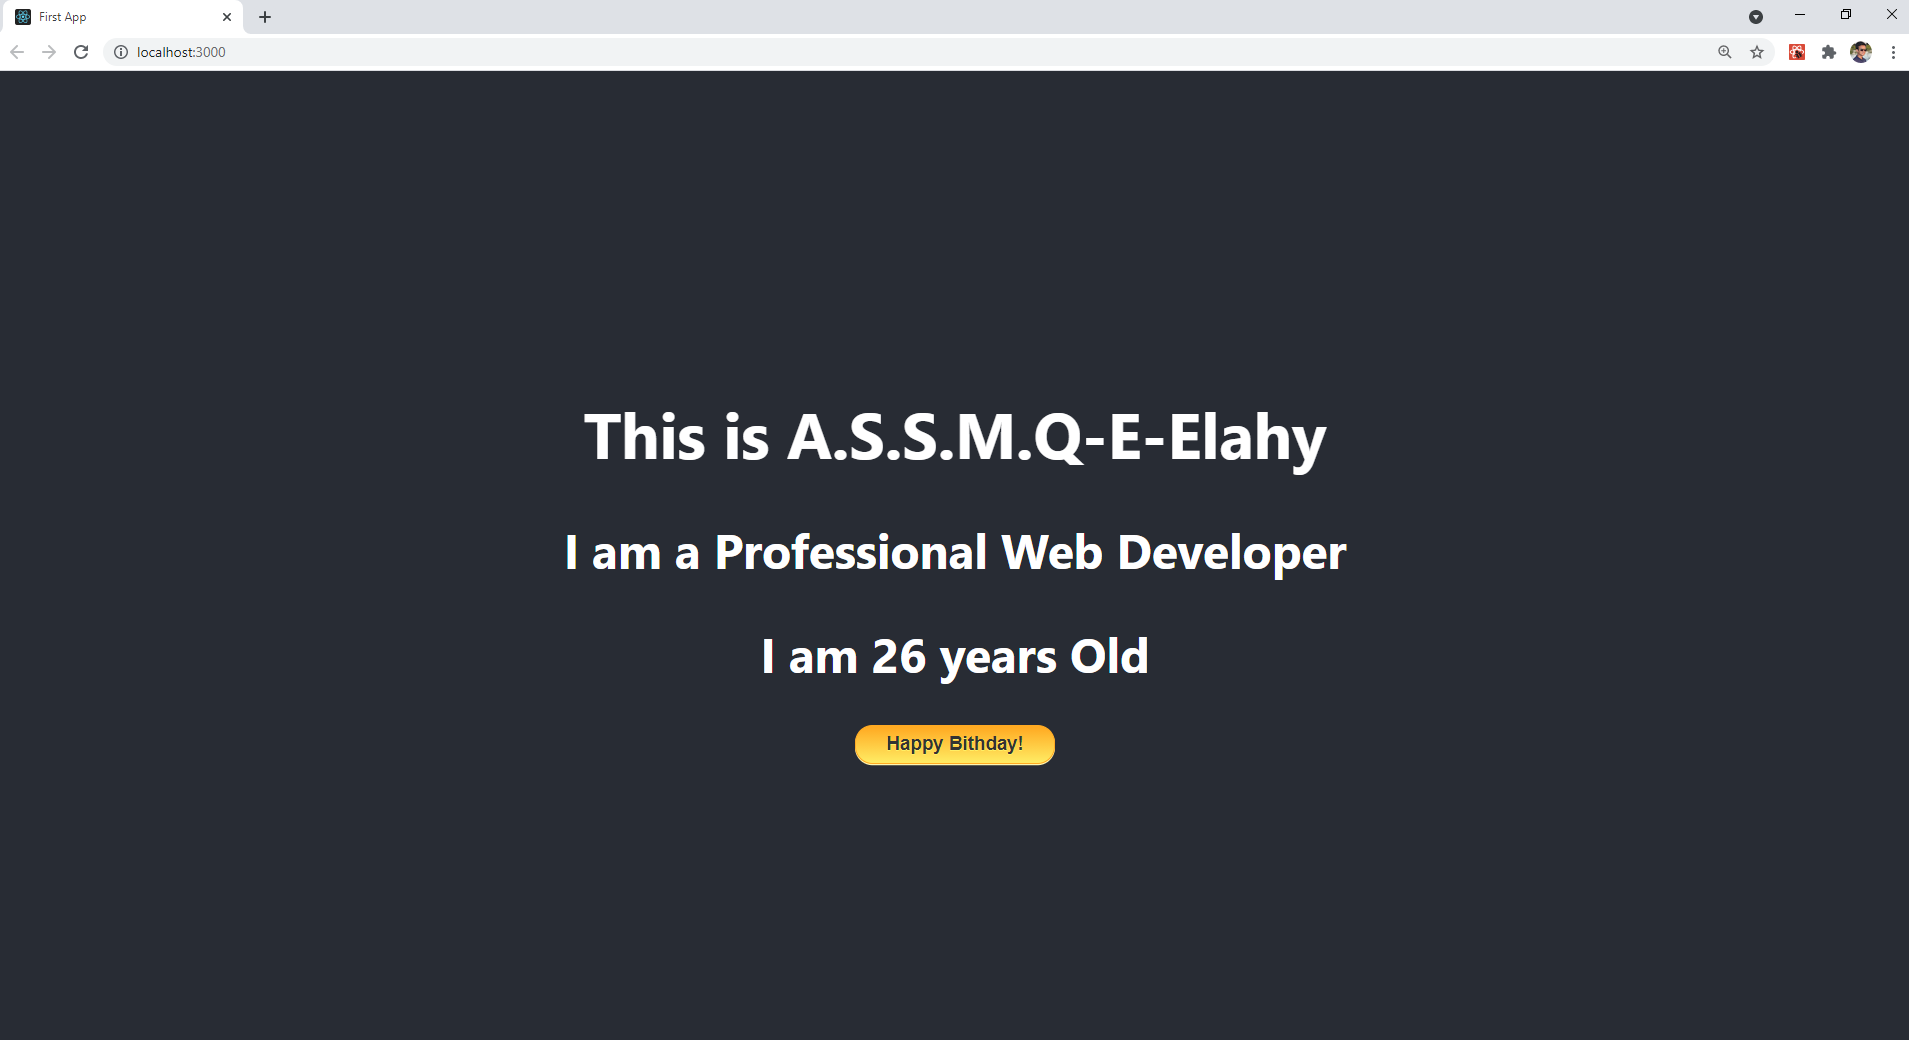 First App
localhost:3000
This is A.S.S.M.Q-E-Elahy
I am a Professional Web Developer
I am 26 years Old
Happy Bithday!